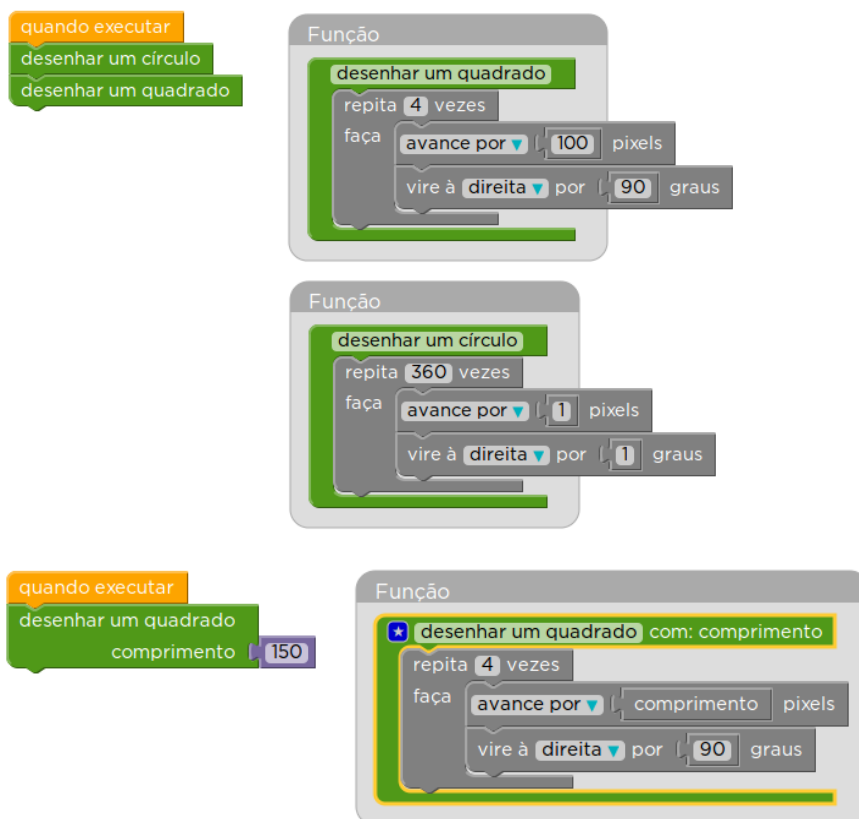 quando executar
desenhar um círculo
desenhar um quadrado
Função
desenhar um quadrado
repita 4 vezes
faça
avance por 100 pixels
vire à direita por 90 graus
Função
desenhar um círculo
repita 360 vezes
faça
avance por 1 pixels
vire à direita por 1 graus
quando executar
desenhar um quadrado
comprimento 150
Função
desenhar um quadrado com: comprimento
repita 4 vezes
faça
avance por comprimento pixels
vire à direita por 90 graus